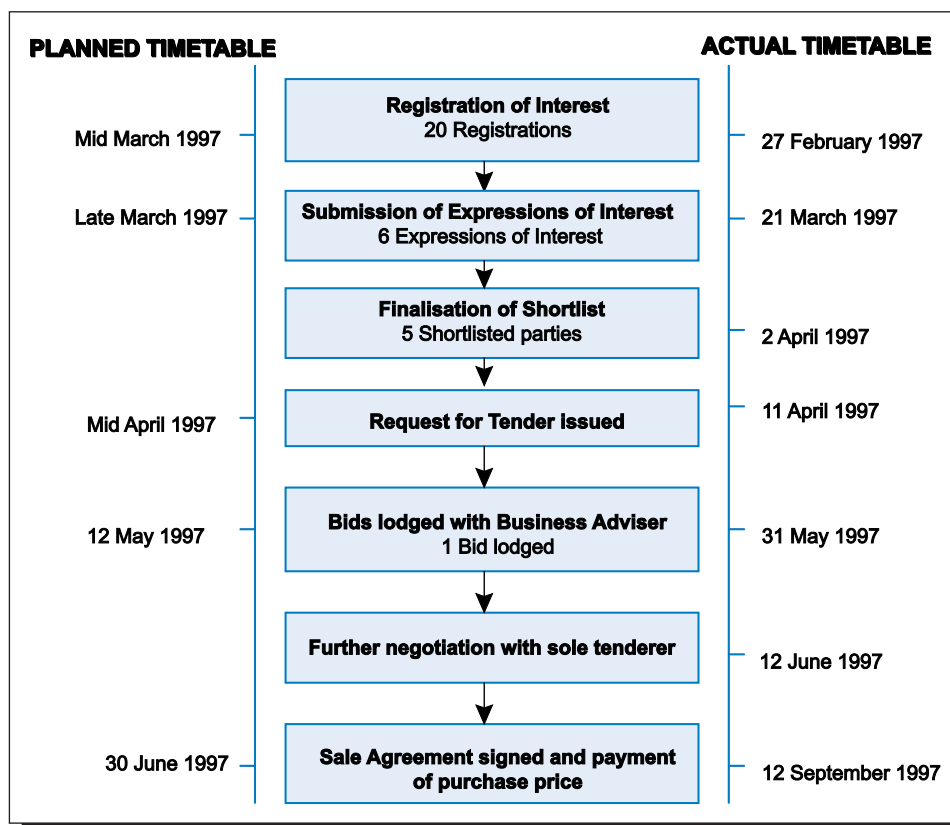 PLANNED TIMETABLE
ACTUAL TIMETABLE
Registration of Interest
20 Registrations
Mid March 1997
27 February 1997
Submission of Expressions of Interest
6 Expressions of Interest
Late March 1997
21 March 1997
Finalisation of Shortlist
5 Shortlisted parties
2 April 1997
Request for Tender issued
Mid April 1997
11 April 1997
Bids lodged with Business Adviser
1 Bid lodged
12 May 1997
31 May 1997
Further negotiation with sole tenderer
12 June 1997
Sale Agreement signed and payment
of purchase price
30 June 1997
12 September 1997